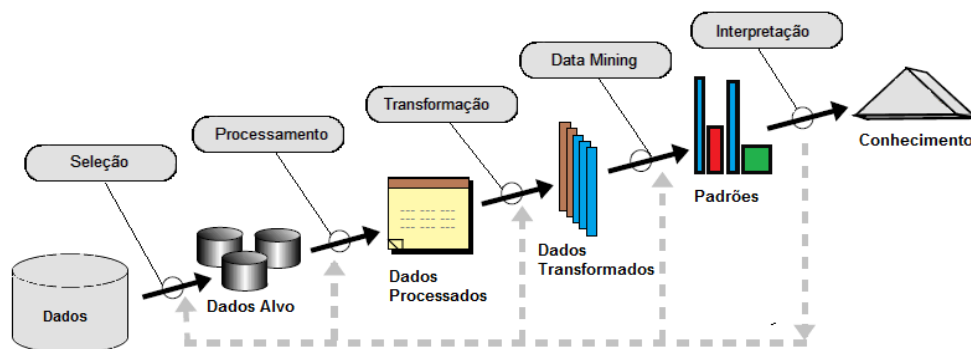 Interpretação
Data Mining
Transformação
Processamento
Seleção
Conhecimento
Padrões
Dados
Transformados
Dados
Processados
Dados Alvo
Dados